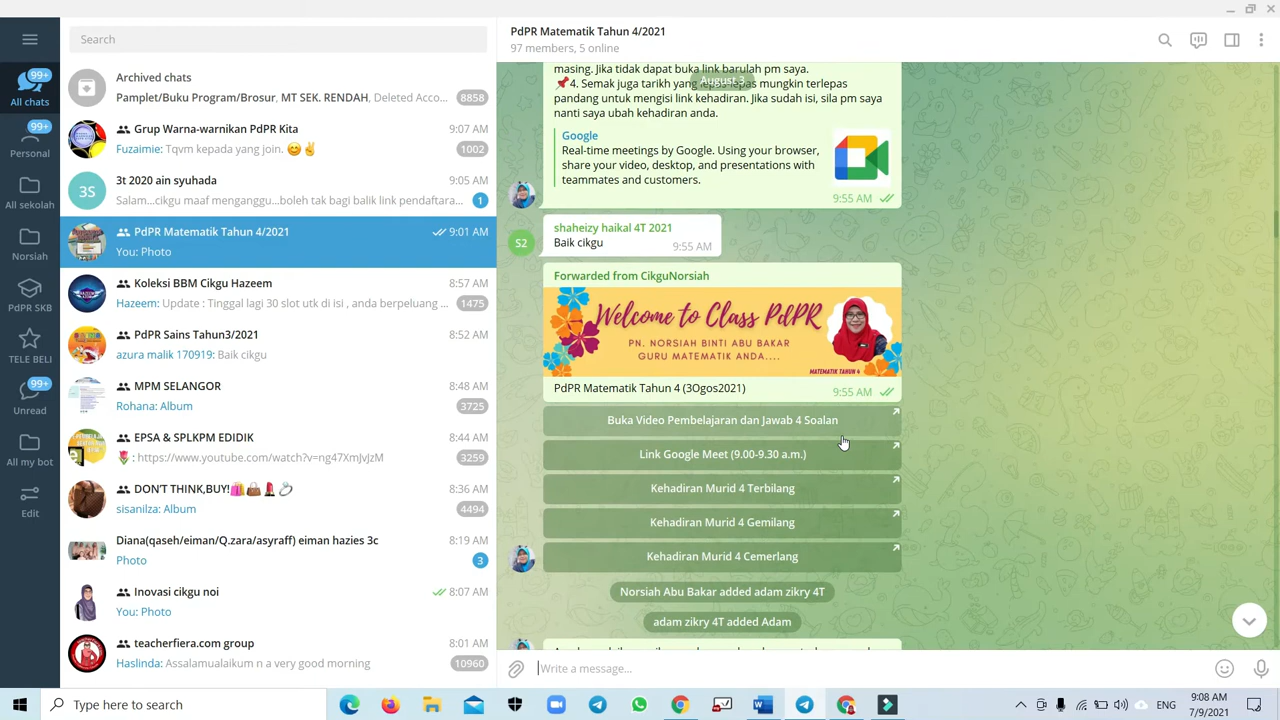 Search
All chats
99+
Personal
99+
All sekolah
Norsiah
PdPR SKB
TELE BELI
Unread
99+
All my bot
Edit
Archived chats
Pamplet/Buku Program/Brosur, MT SEK. RENDAH, Deleted Acco...
8858
Grup Warna-warnikan PdPR Kita
9:07 AM
Fuzaimie: Tqvm kepada yang join. 😊✌
1002
3S
3t 2020 ain syuhada
9:05 AM
Salam..cikgu maaf menganggu...boleh tak bagi balik link pendaftara...
1
PdPR Matematik Tahun 4/2021
9:01 AM
You: Photo
Koleksi BBM Cikgu Hazeem
8:57 AM
Hazeem: Update : Tinggal lagi 30 slot utk di isi , anda berpeluang ...
1475
PdPR Sains Tahun3/2021
8:52 AM
azura malik 170919: Baik cikgu
MPM SELANGOR
8:48 AM
Rohana: Album
3725
EPSA & SPLKPM EDIDIK
8:44 AM
🌷 : https://www.youtube.com/watch?v=ng47XmJvJzM
3259
DON'T THINK,BUY!🛍👜💄💍
8:36 AM
sisanilza: Album
4494
Diana(qaseh/eiman/Q.zara/asyraff) eiman hazies 3c
8:19 AM
Photo
3
Inovasi cikgu noi
8:07 AM
You: Photo
teacherfiera.com group
8:01 AM
Haslinda: Assalamualaikum n a very good morning
10960
PdPR Matematik Tahun 4/2021
97 members, 5 online
masing. Jika tidak dapat buka link barulah pm saya.
August 3
📌4. Semak juga tarikh yang lepas-lepas mungkin terlepas
pandang untuk mengisi link kehadiran. Jika sudah isi, sila pm saya
nanti saya ubah kehadiran anda.
Google
Real-time meetings by Google. Using your browser,
share your video, desktop, and presentations with
teammates and customers.
9:55 AM
S2
shaheizy haikal 4T 2021
Baik cikgu
9:55 AM
Forwarded from CikguNorsiah
Welcome to Class PdPR
PN. NORSIAH BINTI ABU BAKAR
GURU MATEMATIK ANDA....
MATEMATIK TAHUN 4
PdPR Matematik Tahun 4 (3Ogos2021)
9:55 AM
Buka Video Pembelajaran dan Jawab 4 Soalan
Link Google Meet (9.00-9.30 a.m.)
Kehadiran Murid 4 Terbilang
Kehadiran Murid 4 Gemilang
Kehadiran Murid 4 Cemerlang
Norsiah Abu Bakar added adam zikry 4T
adam zikry 4T added Adam
Write a message...
Type here to search
ENG
9:08 AM
7/9/2021